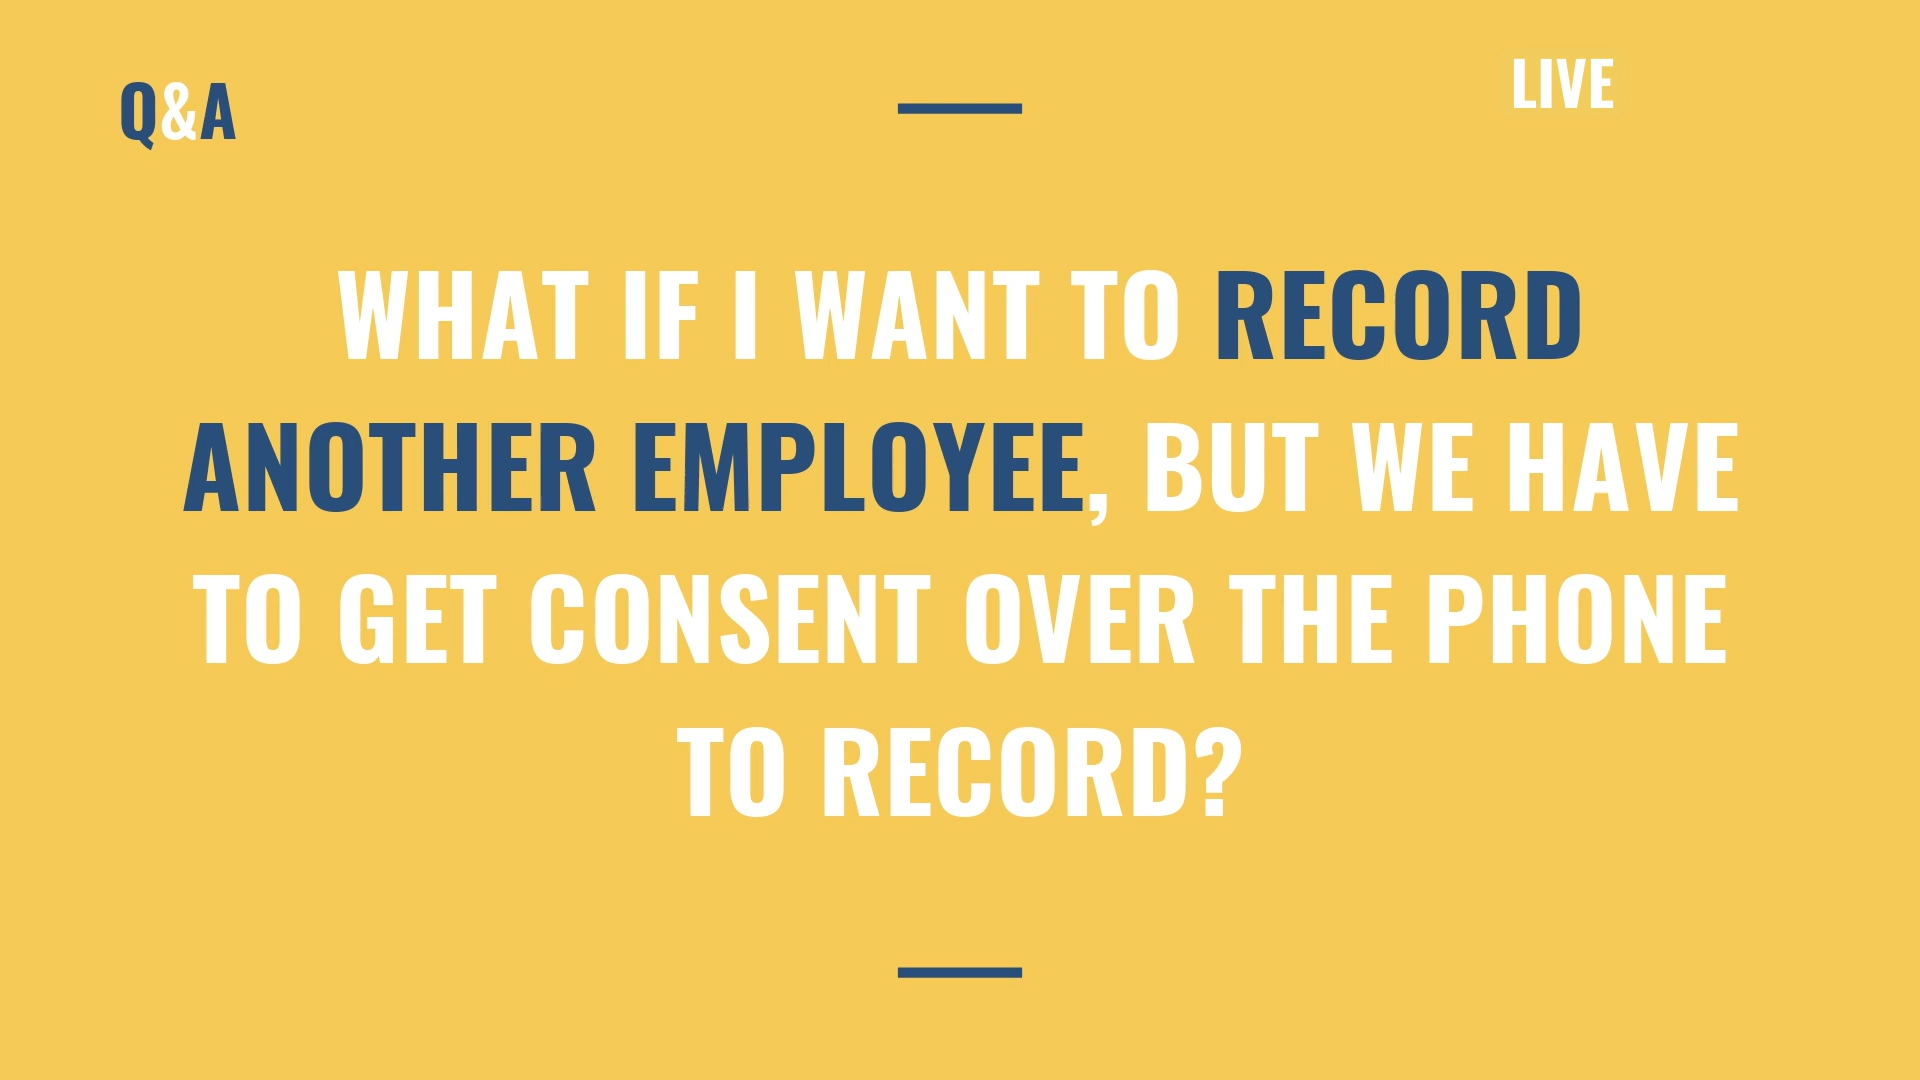 Q&A
LIVE
WHAT IF I WANT TO RECORD
ANOTHER EMPLOYEE, BUT WE HAVE
TO GET CONSENT OVER THE PHONE
TO RECORD?